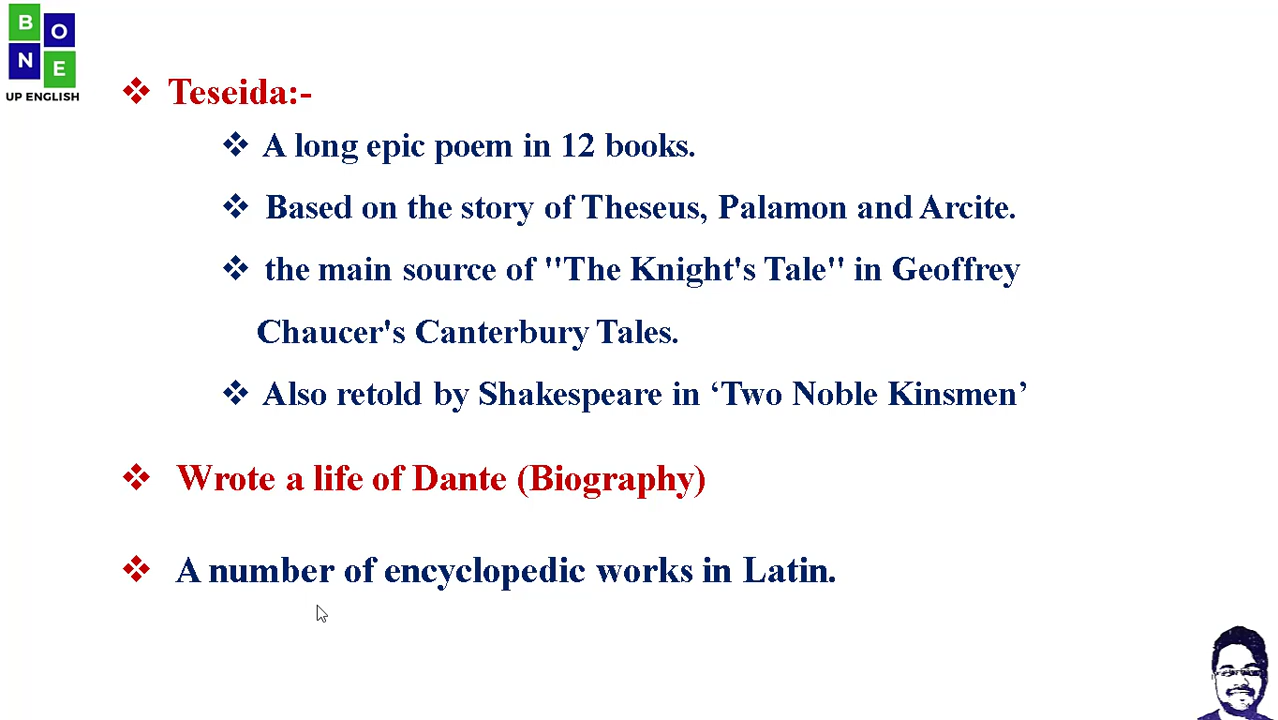 B O
N E
UP ENGLISH
❖ Teseida:-
❖ A long epic poem in 12 books.
❖ Based on the story of Theseus, Palamon and Arcite.
❖ the main source of "The Knight's Tale" in Geoffrey
Chaucer's Canterbury Tales.
❖ Also retold by Shakespeare in ‘Two Noble Kinsmen’
❖ Wrote a life of Dante (Biography)
❖ A number of encyclopedic works in Latin.